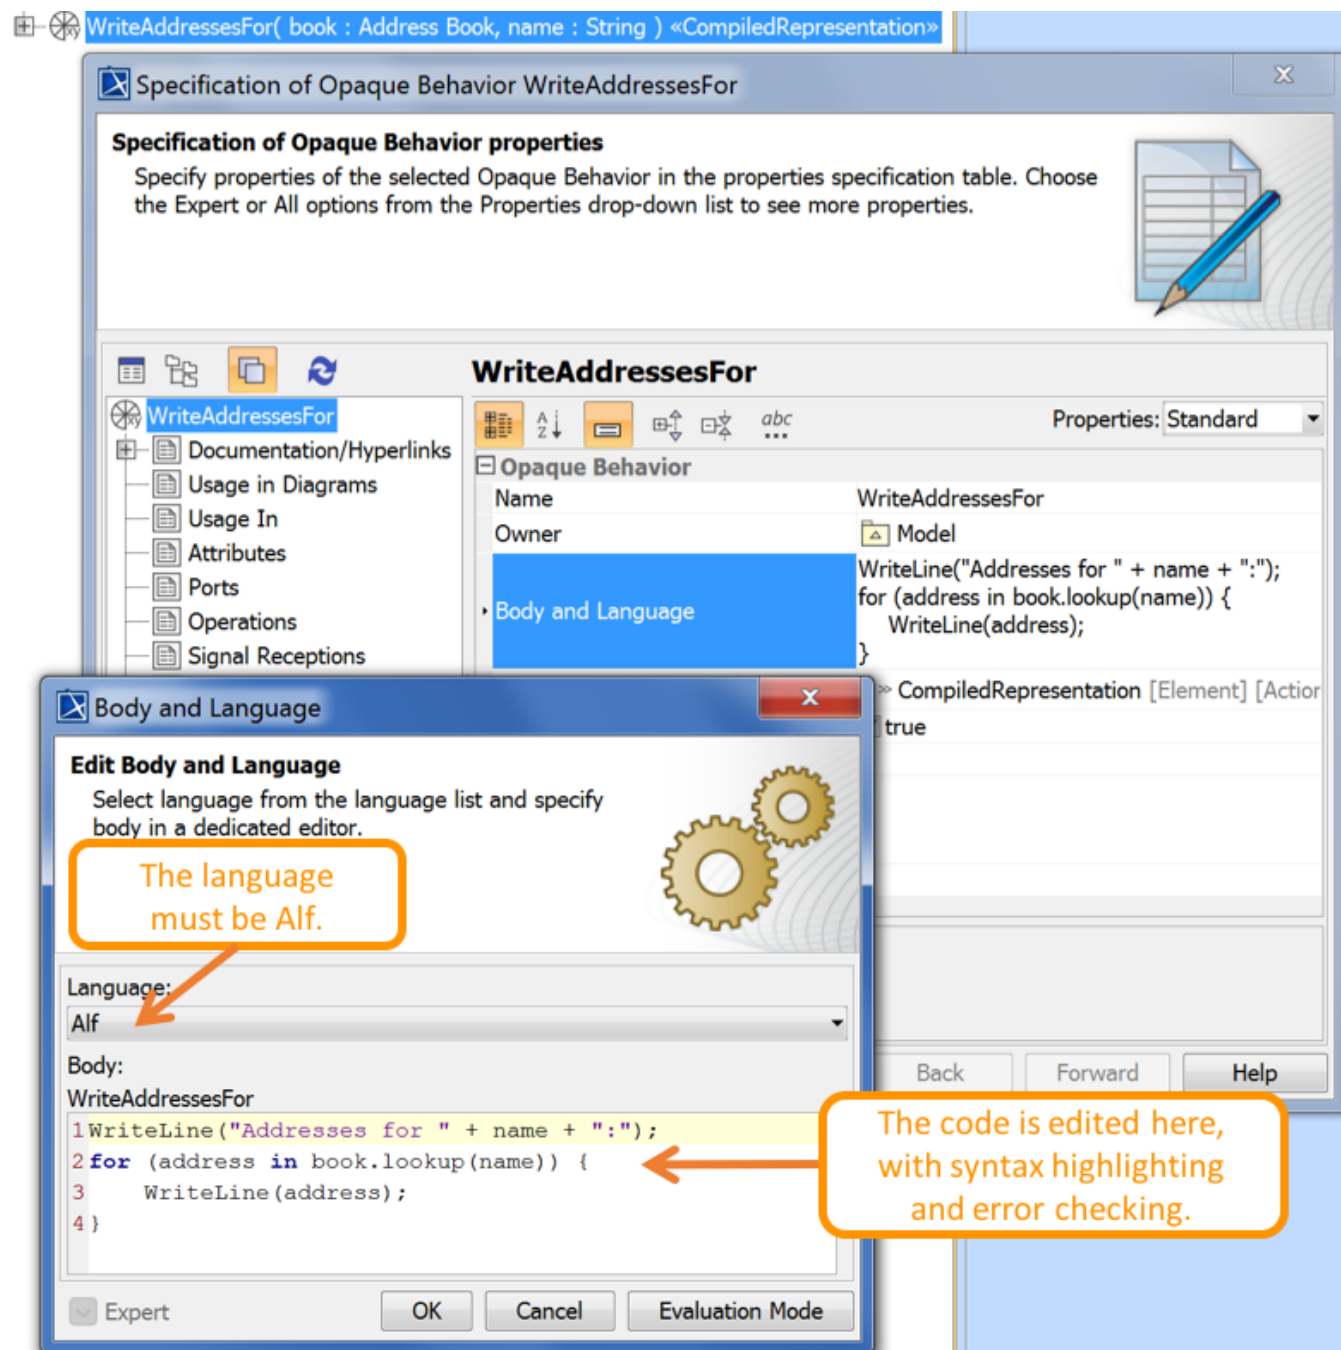 WriteAddressesFor( book : Address Book, name : String ) «CompiledRepresentation»
Specification of Opaque Behavior WriteAddressesFor
Specification of Opaque Behavior properties
Specify properties of the selected Opaque Behavior in the properties specification table. Choose
the Expert or All options from the Properties drop-down list to see more properties.
WriteAddressesFor
WriteAddressesFor
Documentation/Hyperlinks
Usage in Diagrams
Usage In
Attributes
Ports
Operations
Signal Receptions
Properties: Standard
Opaque Behavior
Name WriteAddressesFor
Owner Model
Body and Language
WriteLine("Addresses for " + name + ":");
for (address in book.lookup(name)) {
WriteLine(address);
}
» CompiledRepresentation [Element] [Action
true
Back Forward Help
Body and Language
Edit Body and Language
Select language from the language list and specify
body in a dedicated editor.
The language
must be Alf.
Language:
Alf
Body:
WriteAddressesFor
1 WriteLine("Addresses for " + name + ":");
2 for (address in book.lookup(name)) {
3 WriteLine(address);
4 }
The code is edited here,
with syntax highlighting
and error checking.
Expert OK Cancel Evaluation Mode